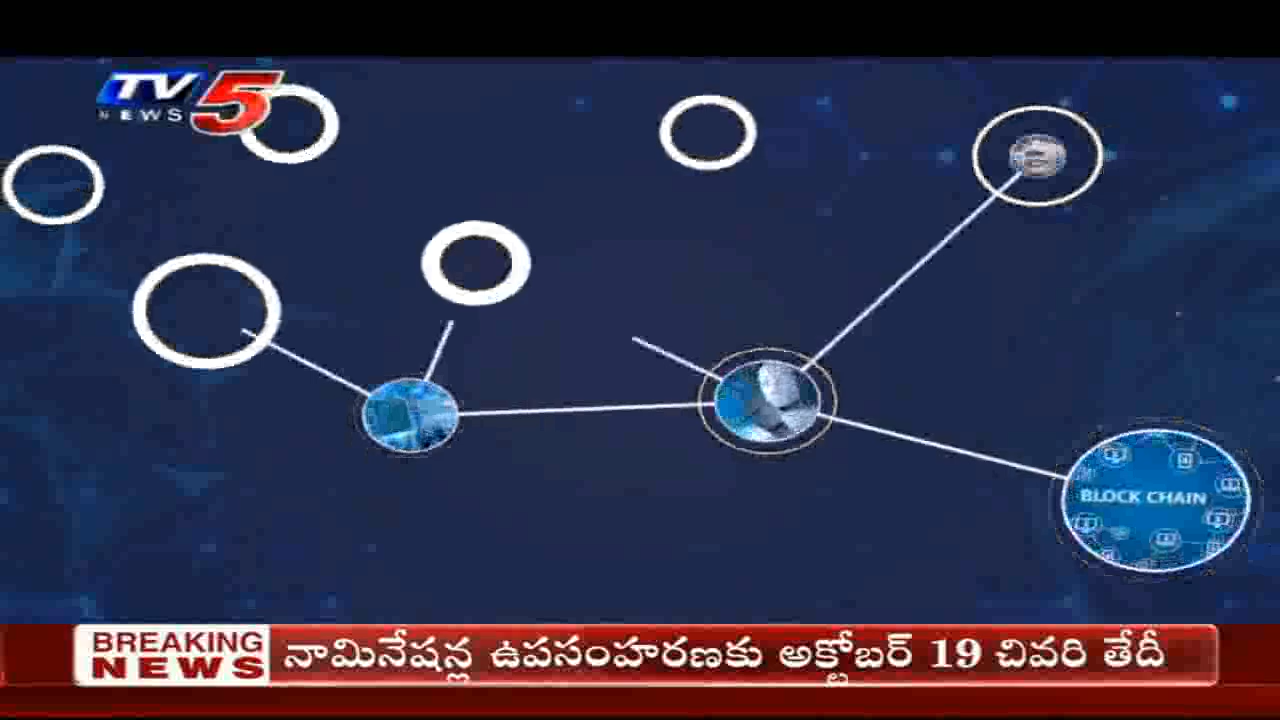 TV5
NEWS
BLOCK CHAIN
BREAKING NEWS
నామినేషన్ల ఉపసంహరణకు అక్టోబర్ 19 చివరి తేదీ